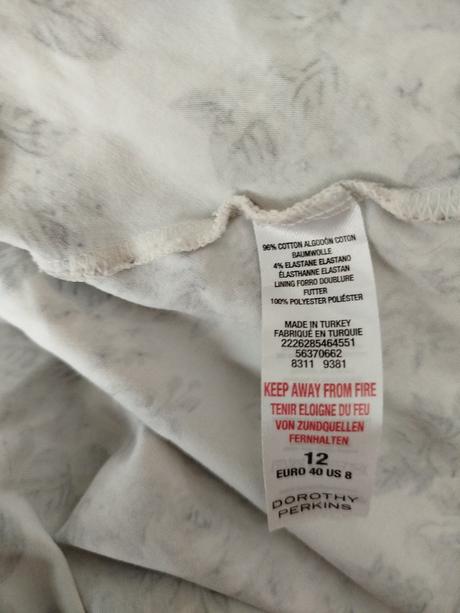 96% COTTON ALGODÓN COTON
BAUMWOLLE
4% ELASTANE ELASTANO
ÉLASTHANNE ELASTAN
LINING FORRO DOUBLURE
FUTTER
100% POLYESTER POLIÉSTER
MADE IN TURKEY
FABRIQUÉ EN TURQUIE
2226285464551
56370662
8311 9381
KEEP AWAY FROM FIRE
TENIR ELOIGNE DU FEU
VON ZUNDQUELLEN
FERNHALTEN
12
EURO 40 US 8
DOROTHY
PERKINS